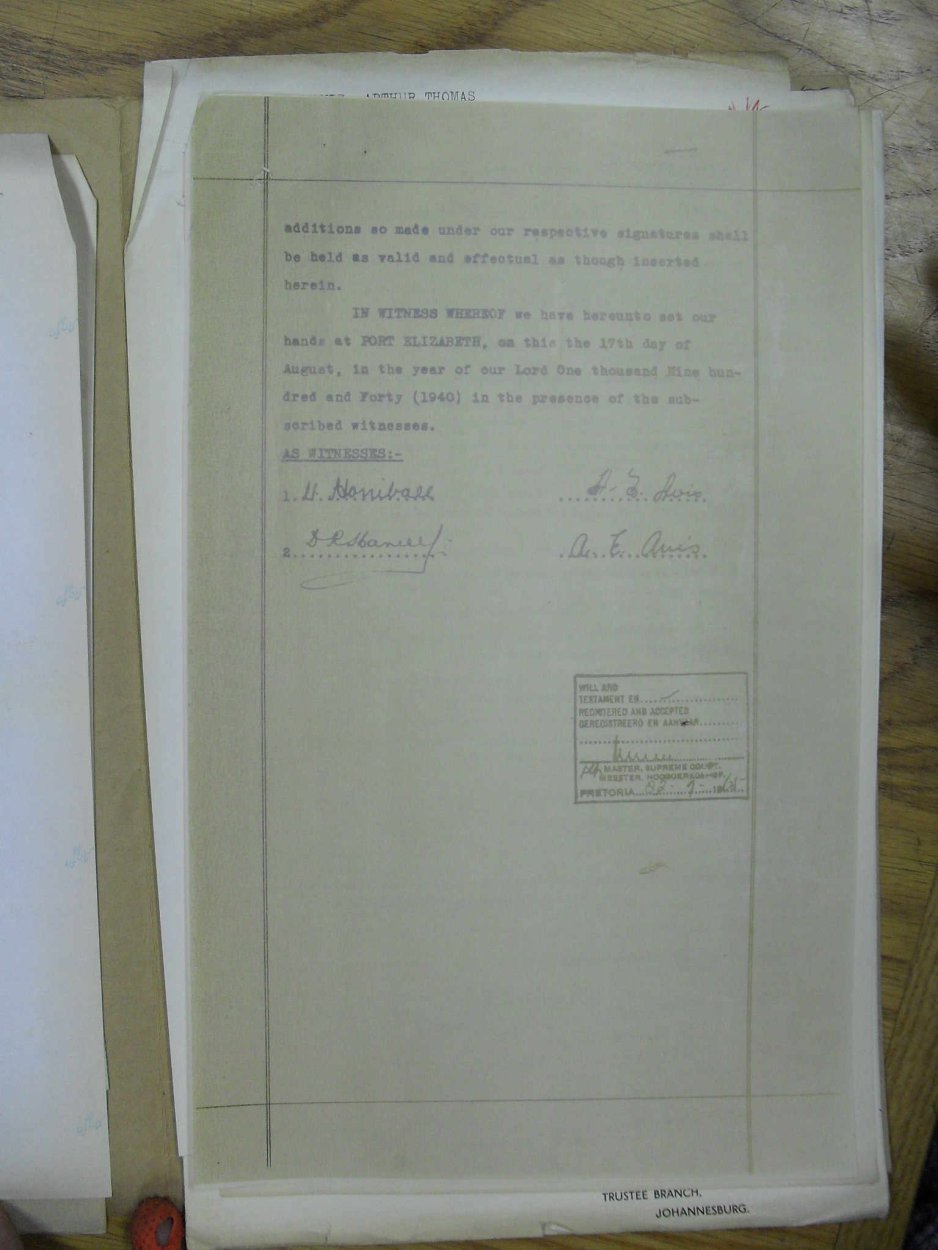 ARTHUR THOMAS
additions so made under our respective signatures shall
be held as valid and effectual as though inserted
herein.
IN WITNESS WHEREOF we have hereunto set our
hands at PORT ELIZABETH, on this the 17th day of
August, in the year of our Lord One thousand Nine hun-
dred and Forty (1940) in the presence of the sub-
scribed witnesses.
AS WITNESSES:-
1. H. Haniball
A. E. Avis
2.
A. E. Avis
WILL AND
TESTAMENT EN
REGISTERED AND ACCEPTED
GEREGISTREERD EN AANVAAR
MASTER, SUPREME COURT.
MEESTER, HOOGGEREGSHOF.
PRETORIA
TRUSTEE BRANCH,
JOHANNESBURG.